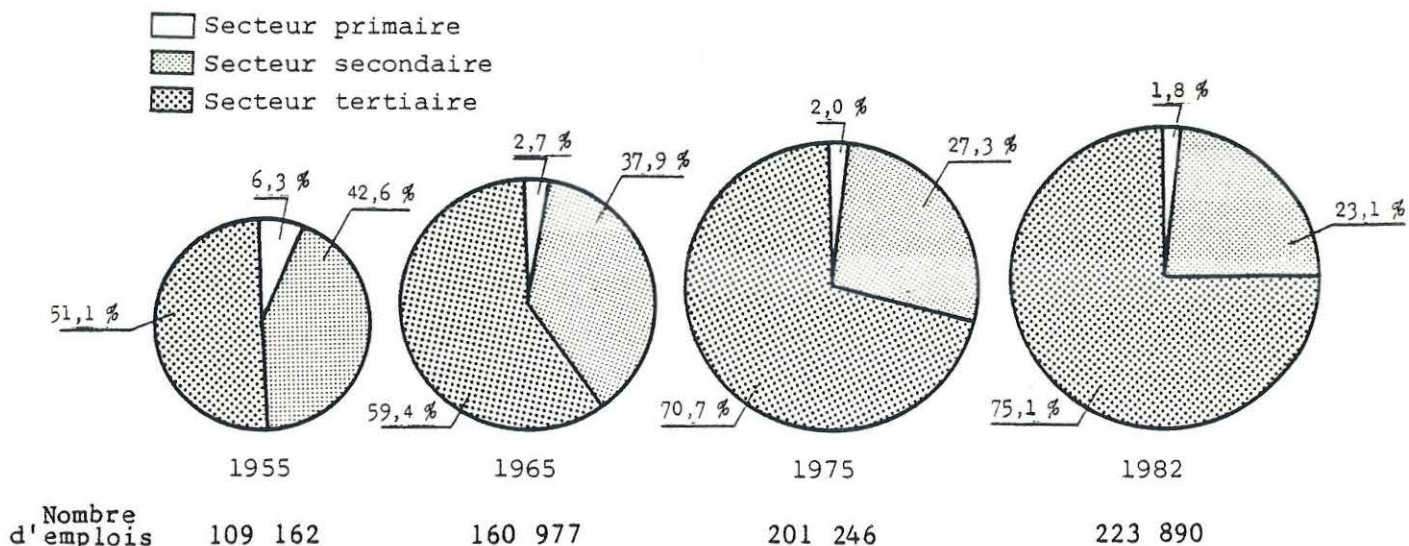 Secteur primaire
Secteur secondaire
Secteur tertiaire
6,3 %
42,6 %
51,1 %
2,7 %
37,9 %
59,4 %
2,0 %
27,3 %
70,7 %
1,8 %
23,1 %
75,1 %
1955 1965 1975 1982
Nombre
d'emplois 109 162 160 977 201 246 223 890